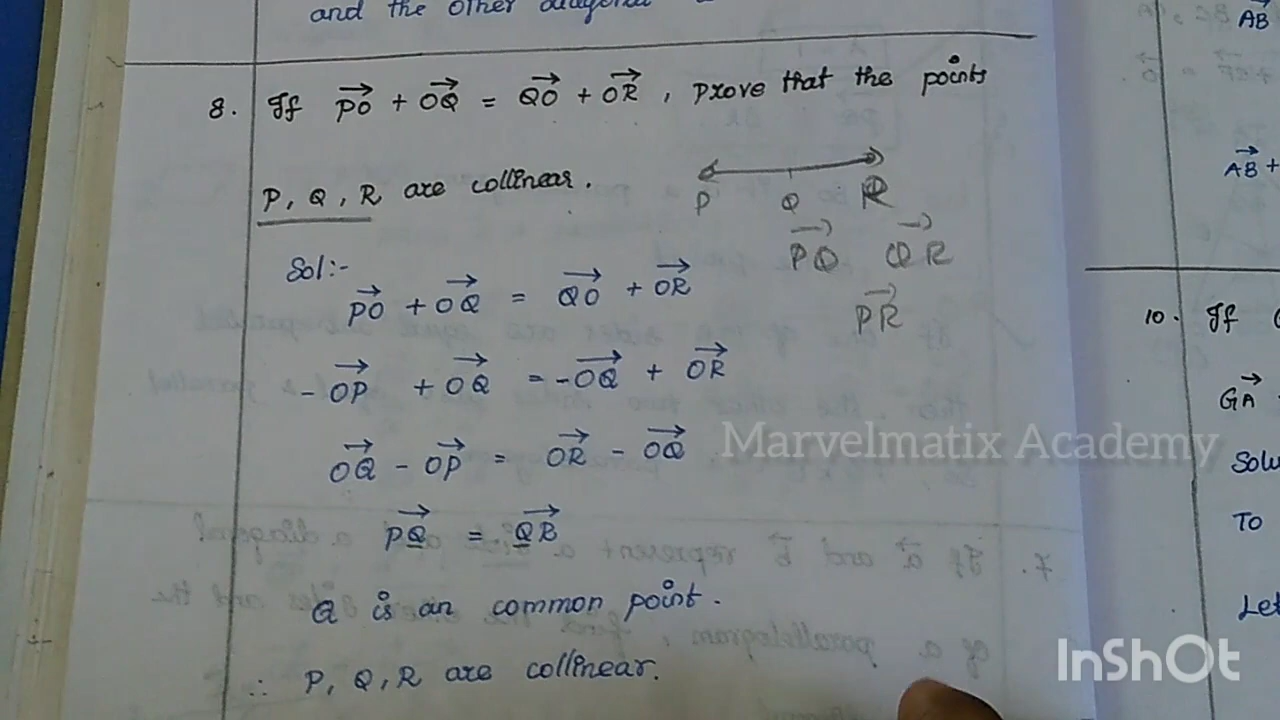 and the other diagonal
8. If PO→ + OQ→ = QO→ + OR→, prove that the points
P, Q, R are collinear.
P Q R
PQ→ QR→
PR→
Sol:-
PO→ + OQ→ = QO→ + OR→
- OP→ + OQ→ = - OQ→ + OR→
OQ→ - OP→ = OR→ - OQ→
PQ→ = QR→
Q is an common point.
∴ P, Q, R are collinear.
AB→
AB→ +
10. If G
GA→
Solu
To
Let
Marvelmatix Academy
InShOt